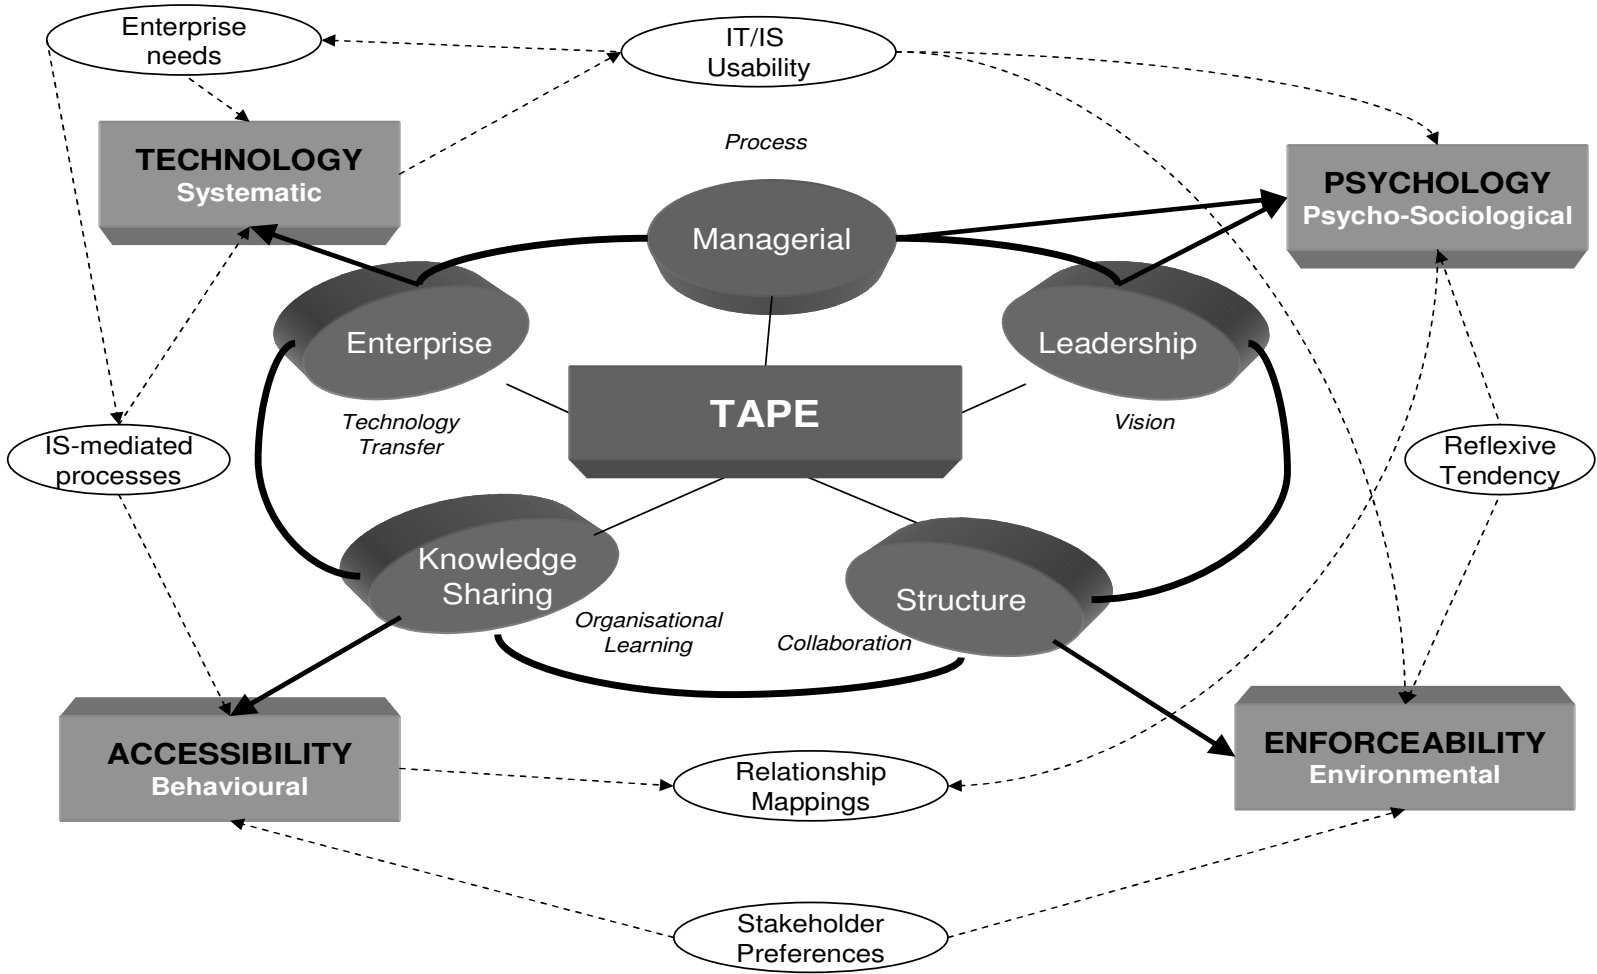 Enterprise
needs
IT/IS
Usability
Process
TECHNOLOGY
Systematic
PSYCHOLOGY
Psycho-Sociological
Managerial
Enterprise
Leadership
TAPE
Technology
Transfer
Vision
IS-mediated
processes
Reflexive
Tendency
Knowledge
Sharing
Structure
Organisational
Learning
Collaboration
ACCESSIBILITY
Behavioural
ENFORCEABILITY
Environmental
Relationship
Mappings
Stakeholder
Preferences